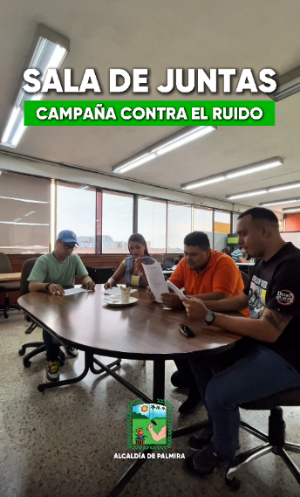 SALA DE JUNTAS
CAMPAÑA CONTRA EL RUIDO
ALCALDÍA DE PALMIRA